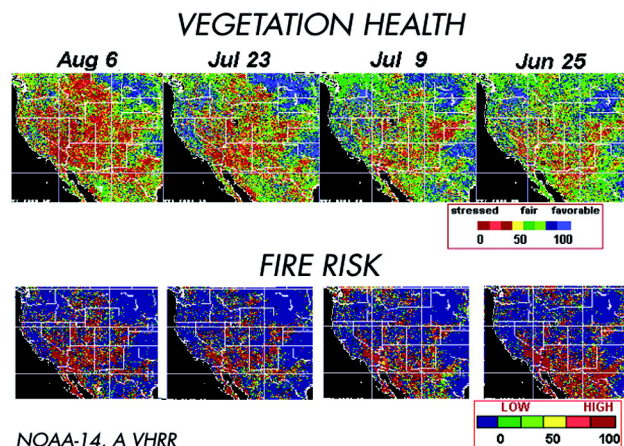 VEGETATION HEALTH
Aug 6 Jul 23 Jul 9 Jun 25
stressed fair favorable
0 50 100
FIRE RISK
LOW HIGH
0 50 100
NOAA-14, A VHRR